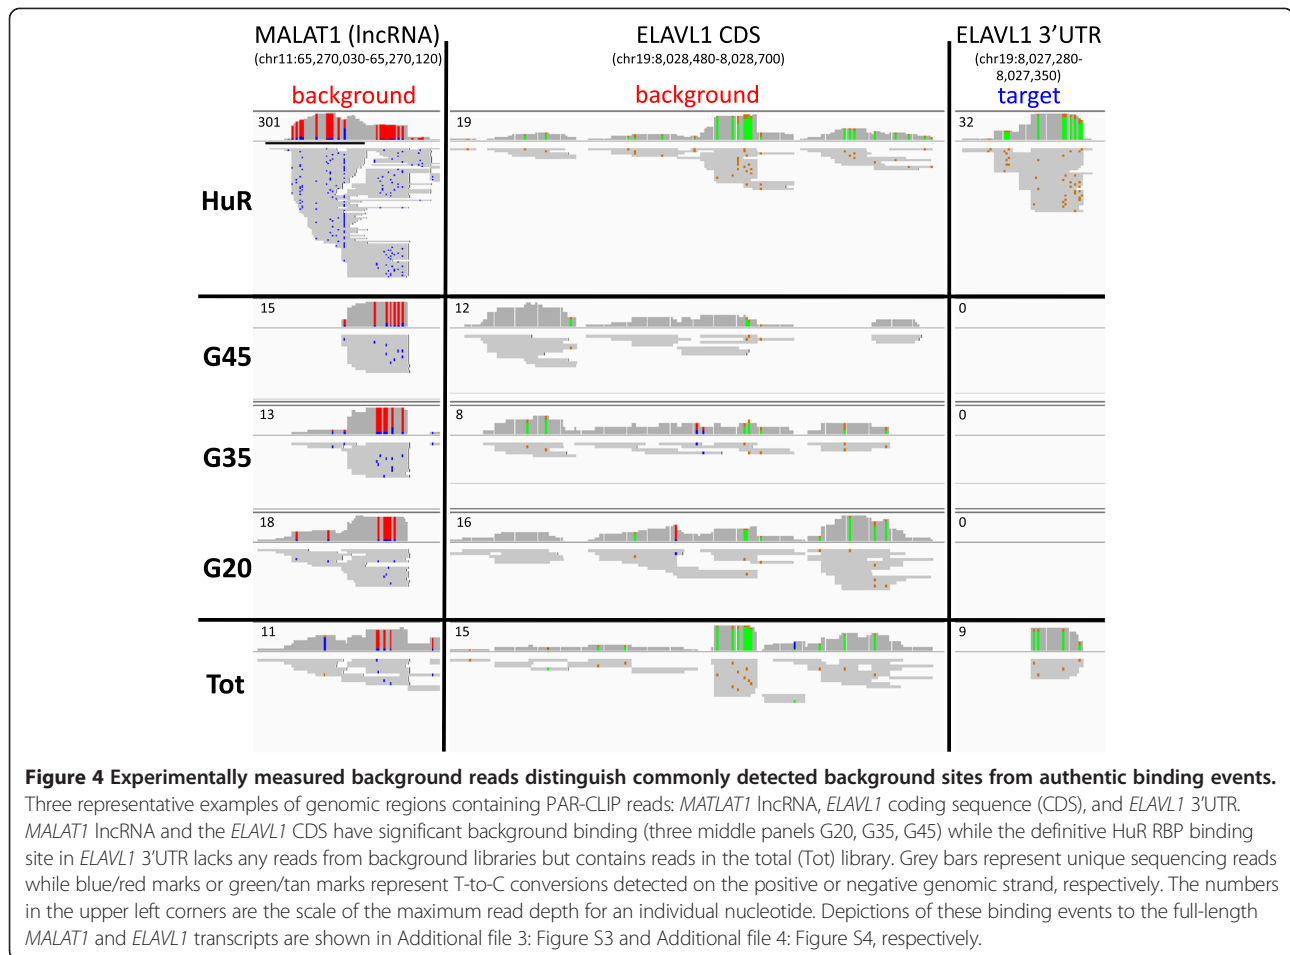 MALAT1 (lncRNA)
(chr11:65,270,030-65,270,120)
background
ELAVL1 CDS
(chr19:8,028,480-8,028,700)
background
ELAVL1 3’UTR
(chr19:8,027,280-
8,027,350)
target
HuR
301
19
32
G45
15
12
0
G35
13
8
0
G20
18
16
0
Tot
11
15
9
Figure 4 Experimentally measured background reads distinguish commonly detected background sites from authentic binding events.
Three representative examples of genomic regions containing PAR-CLIP reads: MATLAT1 lncRNA, ELAVL1 coding sequence (CDS), and ELAVL1 3’UTR.
MALAT1 lncRNA and the ELAVL1 CDS have significant background binding (three middle panels G20, G35, G45) while the definitive HuR RBP binding
site in ELAVL1 3’UTR lacks any reads from background libraries but contains reads in the total (Tot) library. Grey bars represent unique sequencing reads
while blue/red marks or green/tan marks represent T-to-C conversions detected on the positive or negative genomic strand, respectively. The numbers
in the upper left corners are the scale of the maximum read depth for an individual nucleotide. Depictions of these binding events to the full-length
MALAT1 and ELAVL1 transcripts are shown in Additional file 3: Figure S3 and Additional file 4: Figure S4, respectively.